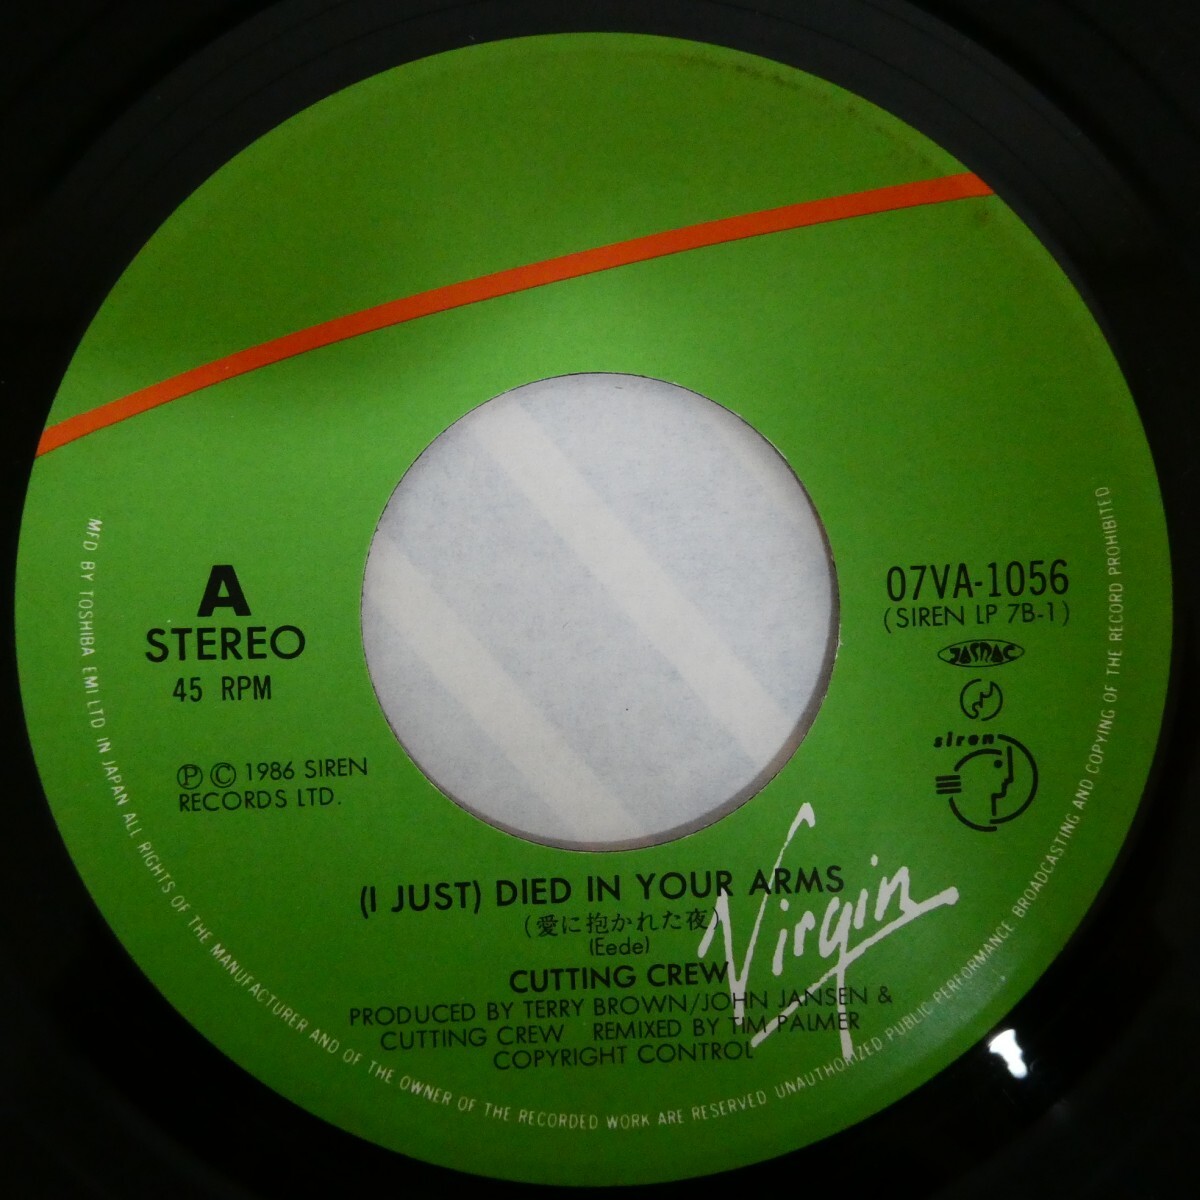 A
STEREO
45 RPM
Ⓟ Ⓒ 1986 SIREN
RECORDS LTD.
07VA-1056
(SIREN LP 7B-1)
JASRAC
siren
(I JUST) DIED IN YOUR ARMS
(愛に抱かれた夜)
(Eede)
CUTTING CREW
PRODUCED BY TERRY BROWN/JOHN JANSEN &
CUTTING CREW REMIXED BY TIM PALMER
COPYRIGHT CONTROL
Virgin
MFD BY TOSHIBA EMI LTD IN JAPAN ALL RIGHTS OF THE MANUFACTURER AND OF THE OWNER OF THE RECORDED WORK ARE RESERVED UNAUTHORIZED PUBLIC PERFORMANCE BROADCASTING AND COPYING OF THE RECORD PROHIBITED